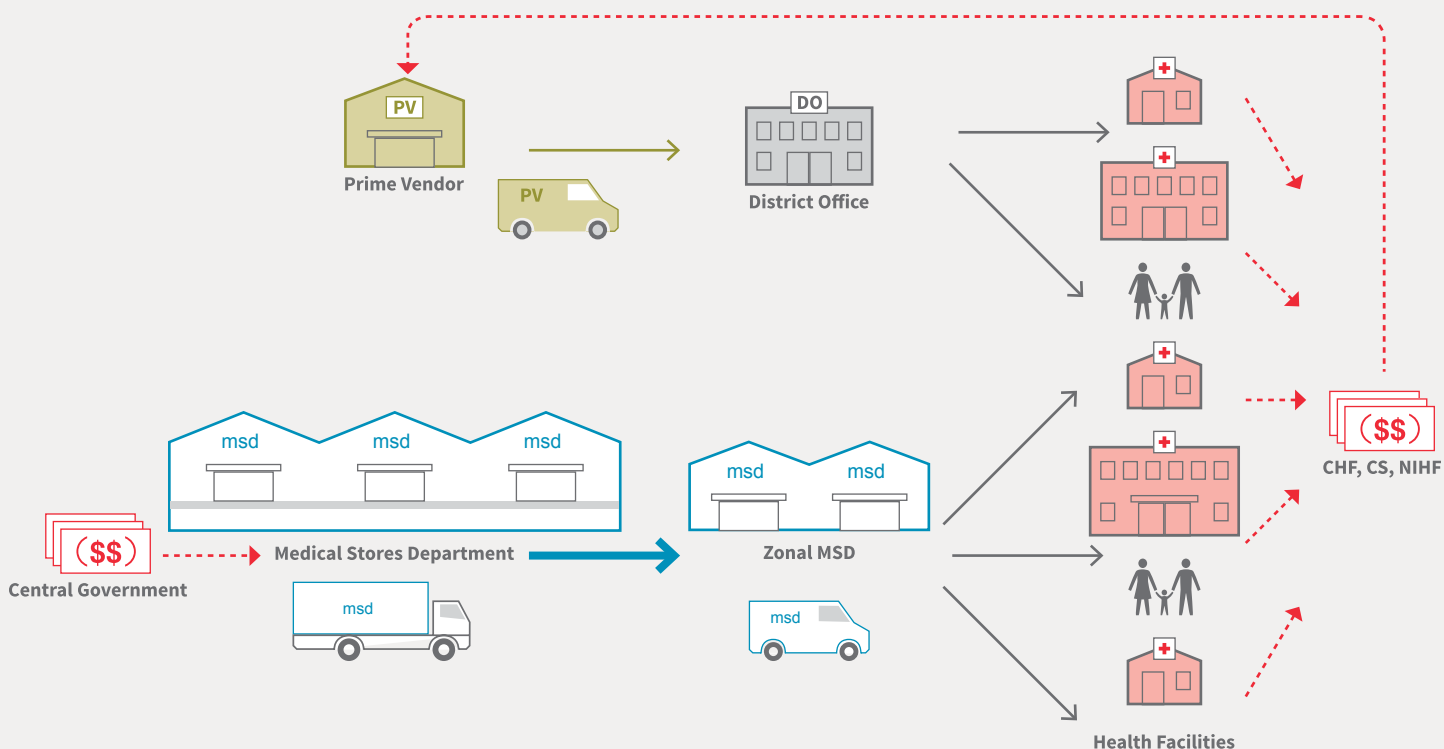 PV
Prime Vendor
PV
DO
District Office
msd
msd
msd
Medical Stores Department
msd
($$)
Central Government
msd
msd
Zonal MSD
msd
($$)
CHF, CS, NIHF
Health Facilities